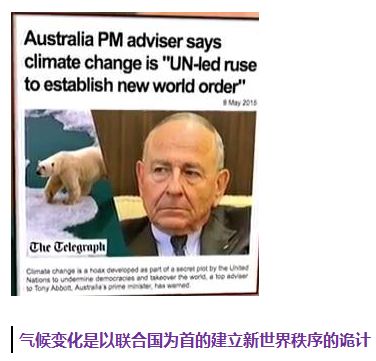 Australia PM adviser says
climate change is "UN-led ruse
to establish new world order"
8 May 2015
The Telegraph
Climate change is a hoax developed as part of a secret plot by the United
Nations to undermine democracies and takeover the world, a top adviser
to Tony Abbott, Australia's prime minister, has warned.
气候变化是以联合国为首的建立新世界秩序的诡计